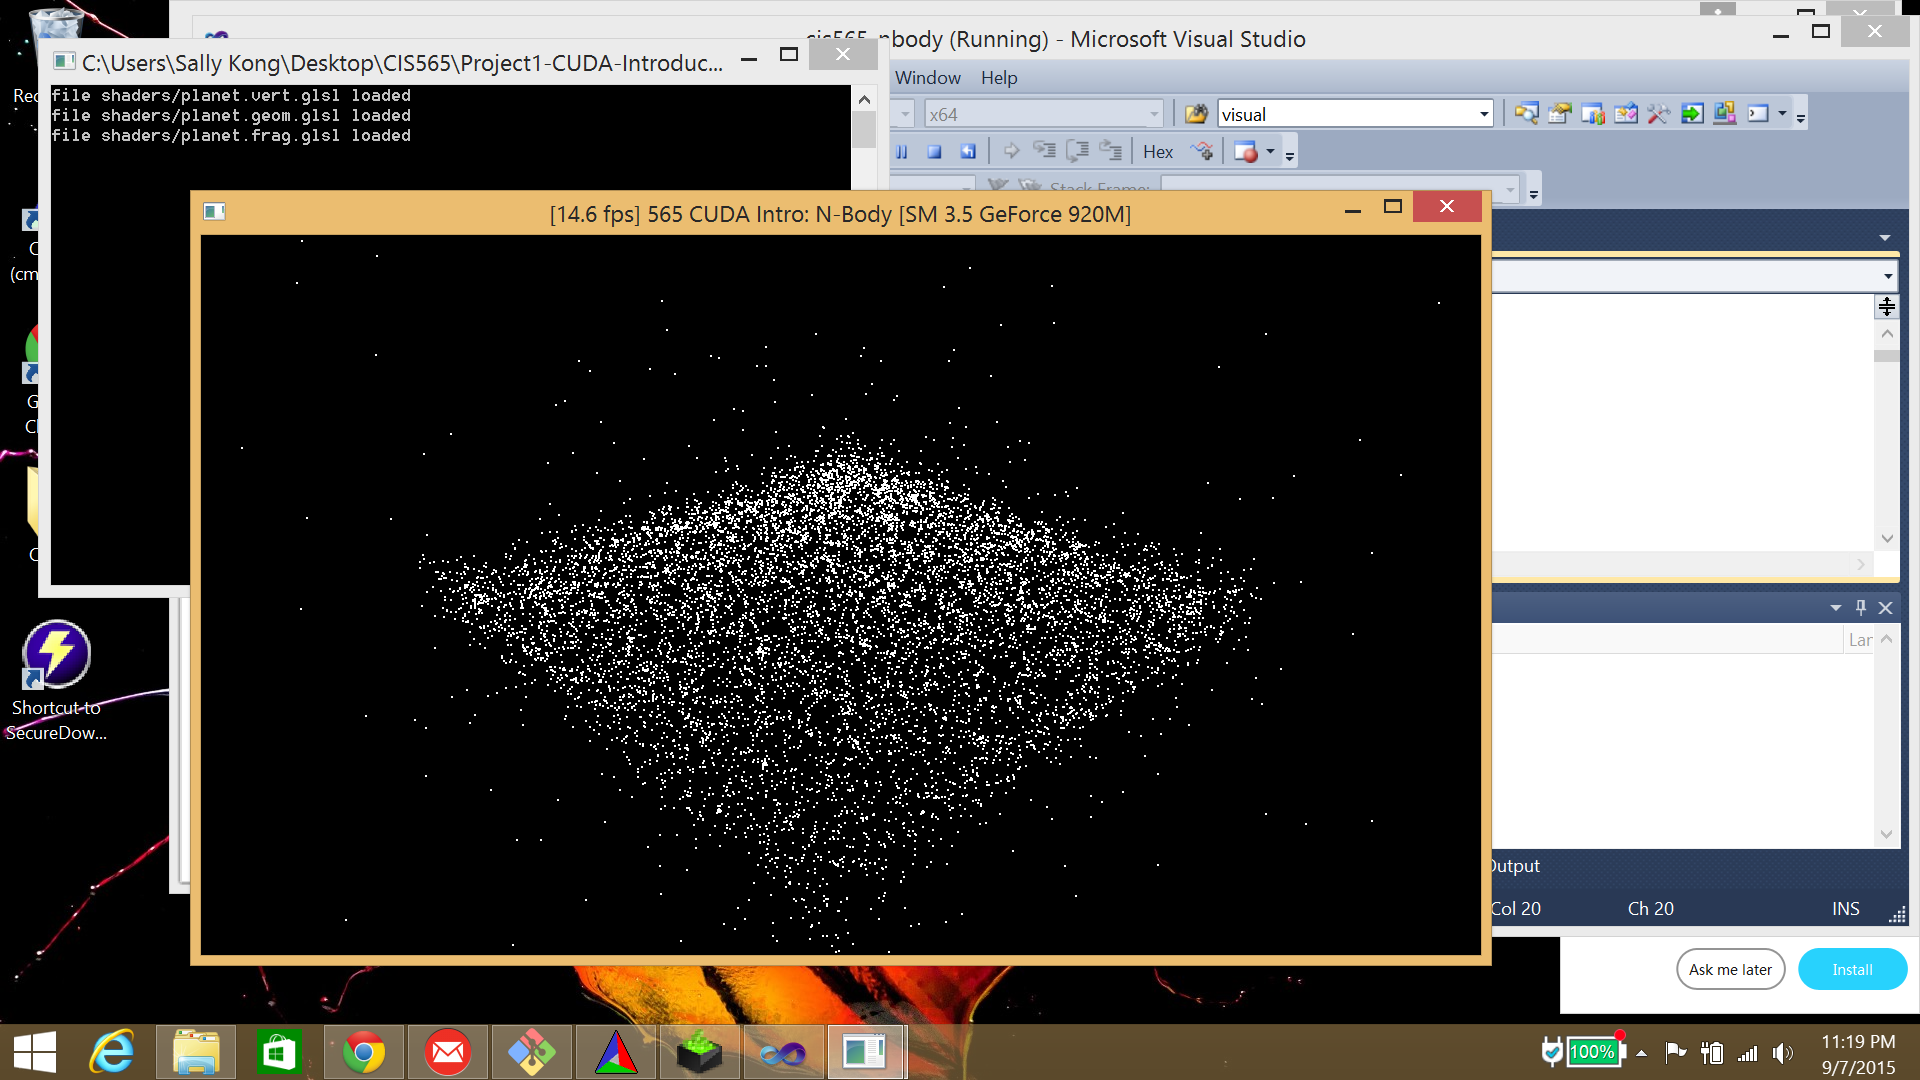 cis565_nbody (Running) - Microsoft Visual Studio
C:\Users\Sally Kong\Desktop\CIS565\Project1-CUDA-Introduc...
Window Help
file shaders/planet.vert.glsl loaded
file shaders/planet.geom.glsl loaded
file shaders/planet.frag.glsl loaded
x64
visual
Hex
Stack Frame:
[14.6 fps] 565 CUDA Intro: N-Body [SM 3.5 GeForce 920M]
Rec
C
(cm
G
C
Lar
Shortcut to
SecureDow...
Output
Col 20
Ch 20
INS
Ask me later
Install
100%
11:19 PM
9/7/2015